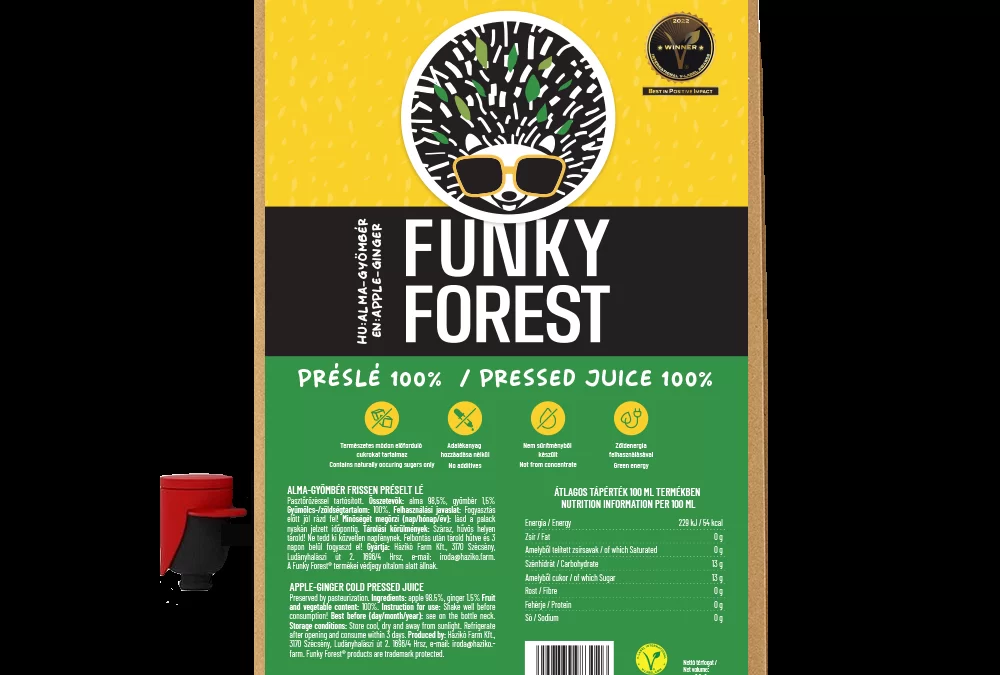 2022
WINNER
INTERNATIONAL V-LABEL AWARDS
BEST IN POSITIVE IMPACT
HU:ALMA-GYÖMBÉR
EN:APPLE-GINGER
FUNKY
FOREST
PRÉSLÉ 100% / PRESSED JUICE 100%
Természetes módon előforduló
cukrokat tartalmaz
Contains naturally occuring sugars only
Adalékanyag
hozzáadása nélkül
No additives
Nem sűrítményből
készült
Not from concentrate
Zöldenergia
felhasználásával
Green energy
ALMA-GYÖMBÉR FRISSEN PRÉSELT LÉ
Pasztőrözéssel tartósított. Összetevők: alma 98,5%, gyömbér 1,5%
Gyümölcs-/zöldségtartalom: 100%. Felhasználási javaslat: Fogyasztás
előtt jól rázd fel! Minőségét megőrzi (nap/hónap/év): lásd a palack
nyakán jelzett időpontig. Tárolási körülmények: Száraz, hűvös helyen
tárold! Ne tedd ki közvetlen napfénynek. Felbontás után tárold hűtve és 3
napon belül fogyaszd el! Gyártja: Házikó Farm Kft., 3170 Szécsény,
Ludányhalászi út 2. 1696/4 Hrsz, e-mail: iroda@haziko.farm.
A Funky Forest® termékei védjegy oltalom alatt állnak.
APPLE-GINGER COLD PRESSED JUICE
Preserved by pasteurization. Ingredients: apple 98.5%, ginger 1.5% Fruit
and vegetable content: 100%. Instruction for use: Shake well before
consumption! Best before (day/month/year): see on the bottle neck.
Storage conditions: Store cool, dry and away from sunlight. Refrigerate
after opening and consume within 3 days. Produced by: Házikó Farm Kft.,
3170 Szécsény, Ludányhalászi út 2. 1696/4 Hrsz, e-mail: iroda@haziko.-
farm. Funky Forest® products are trademark protected.
ÁTLAGOS TÁPÉRTÉK 100 ML TERMÉKBEN
NUTRITION INFORMATION PER 100 ML
Energia / Energy 229 kJ / 54 kcal
Zsír / Fat 0 g
Amelyből telített zsírsavak / of which Saturated 0 g
Szénhidrát / Carbohydrate 13 g
Amelyből cukor / of which Sugar 13 g
Rost / Fibre 0 g
Fehérje / Protein 0 g
Só / Sodium 0 g
Nettó térfogat /
Net volume: